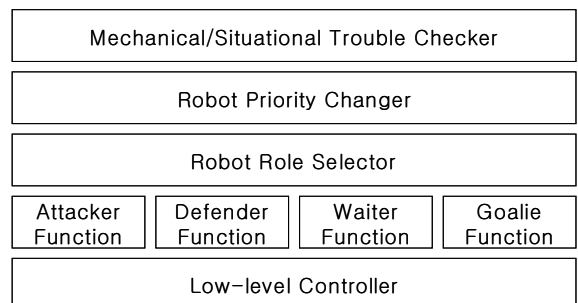 Mechanical/Situational Trouble Checker
Robot Priority Changer
Robot Role Selector
Attacker
Function
Defender
Function
Waiter
Function
Goalie
Function
Low-level Controller